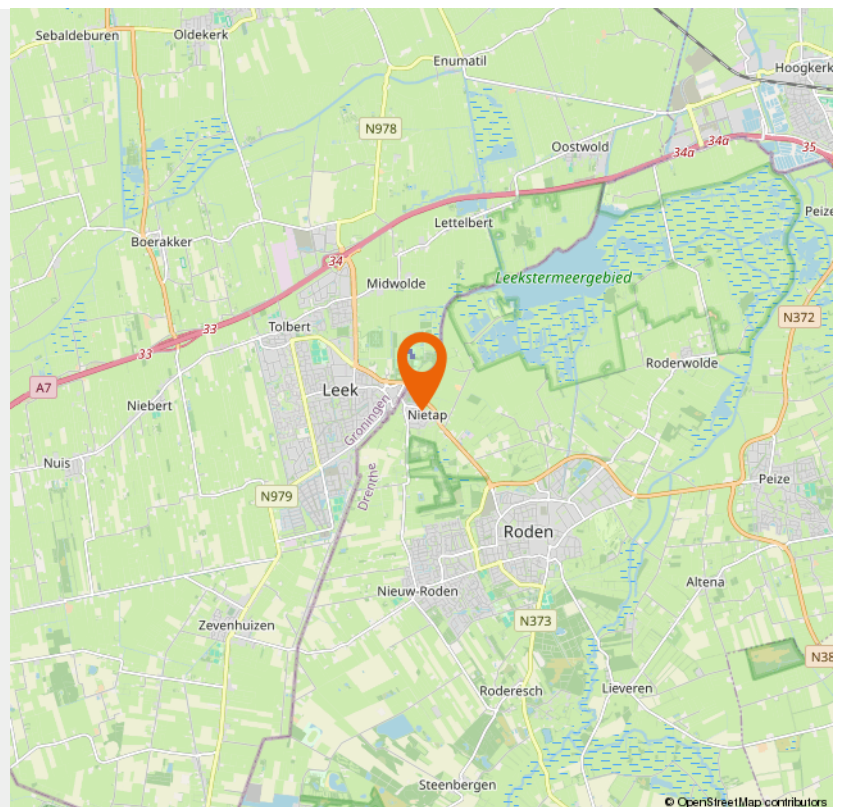 Sebaldeburen
Oldekerk
Enumatil
Hoogkerk
N978
Oostwold
34a
34a
35
Peize
Lettelbert
Boerakker
34
Midwolde
Leekstermeergebied
N372
33
33
Tolbert
Roderwolde
A7
Leek
Niebert
Groningen
Nietap
Nuis
Drenthe
Peize
N979
Roden
Altena
Nieuw-Roden
N373
Zevenhuizen
N38
Roderesch
Lieveren
Steenbergen
© OpenStreetMap contributors